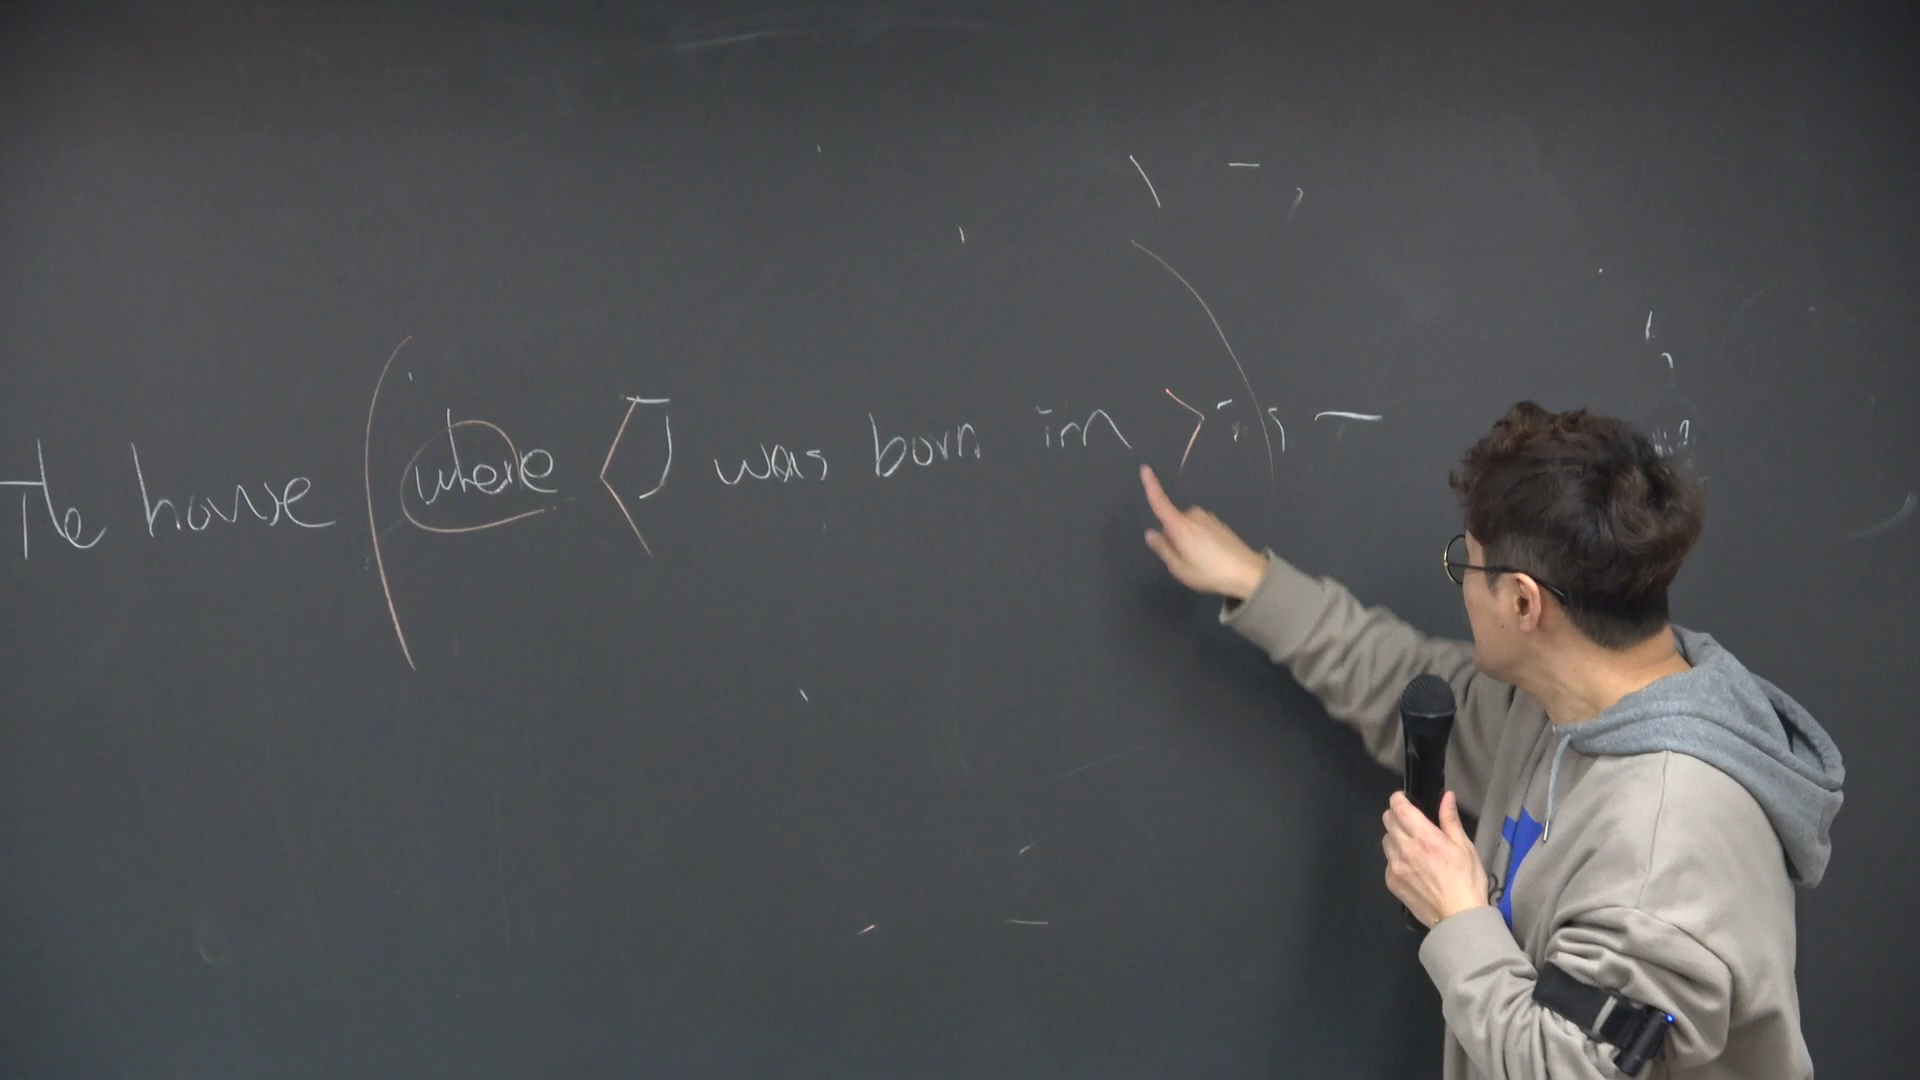 The house (where < I was born in > is ) —